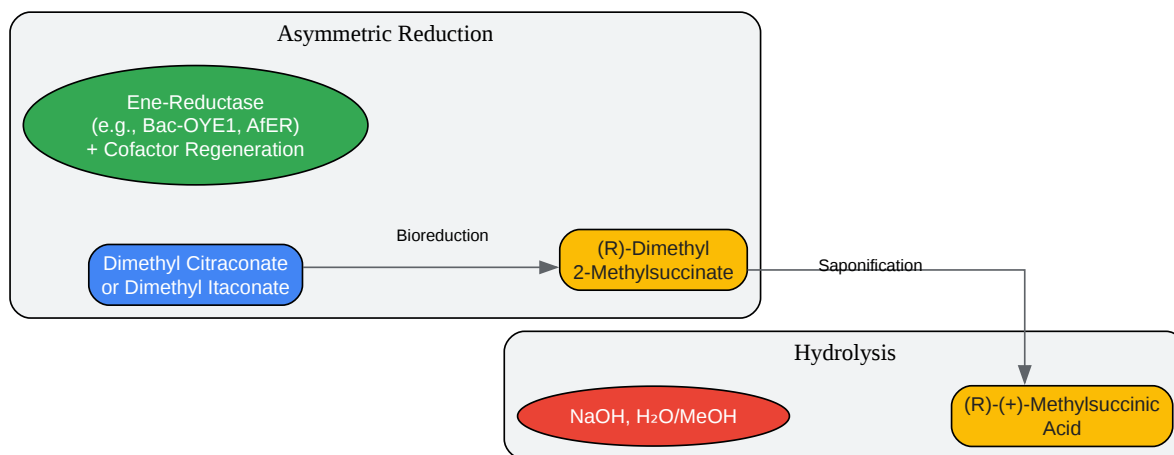 Asymmetric Reduction
Ene-Reductase
(e.g., Bac-OYE1, AfER)
+ Cofactor Regeneration
Bioreduction
Dimethyl Citraconate
or Dimethyl Itaconate
(R)-Dimethyl
2-Methylsuccinate
Saponification
Hydrolysis
NaOH, H₂O/MeOH
(R)-(+)-Methylsuccinic
Acid